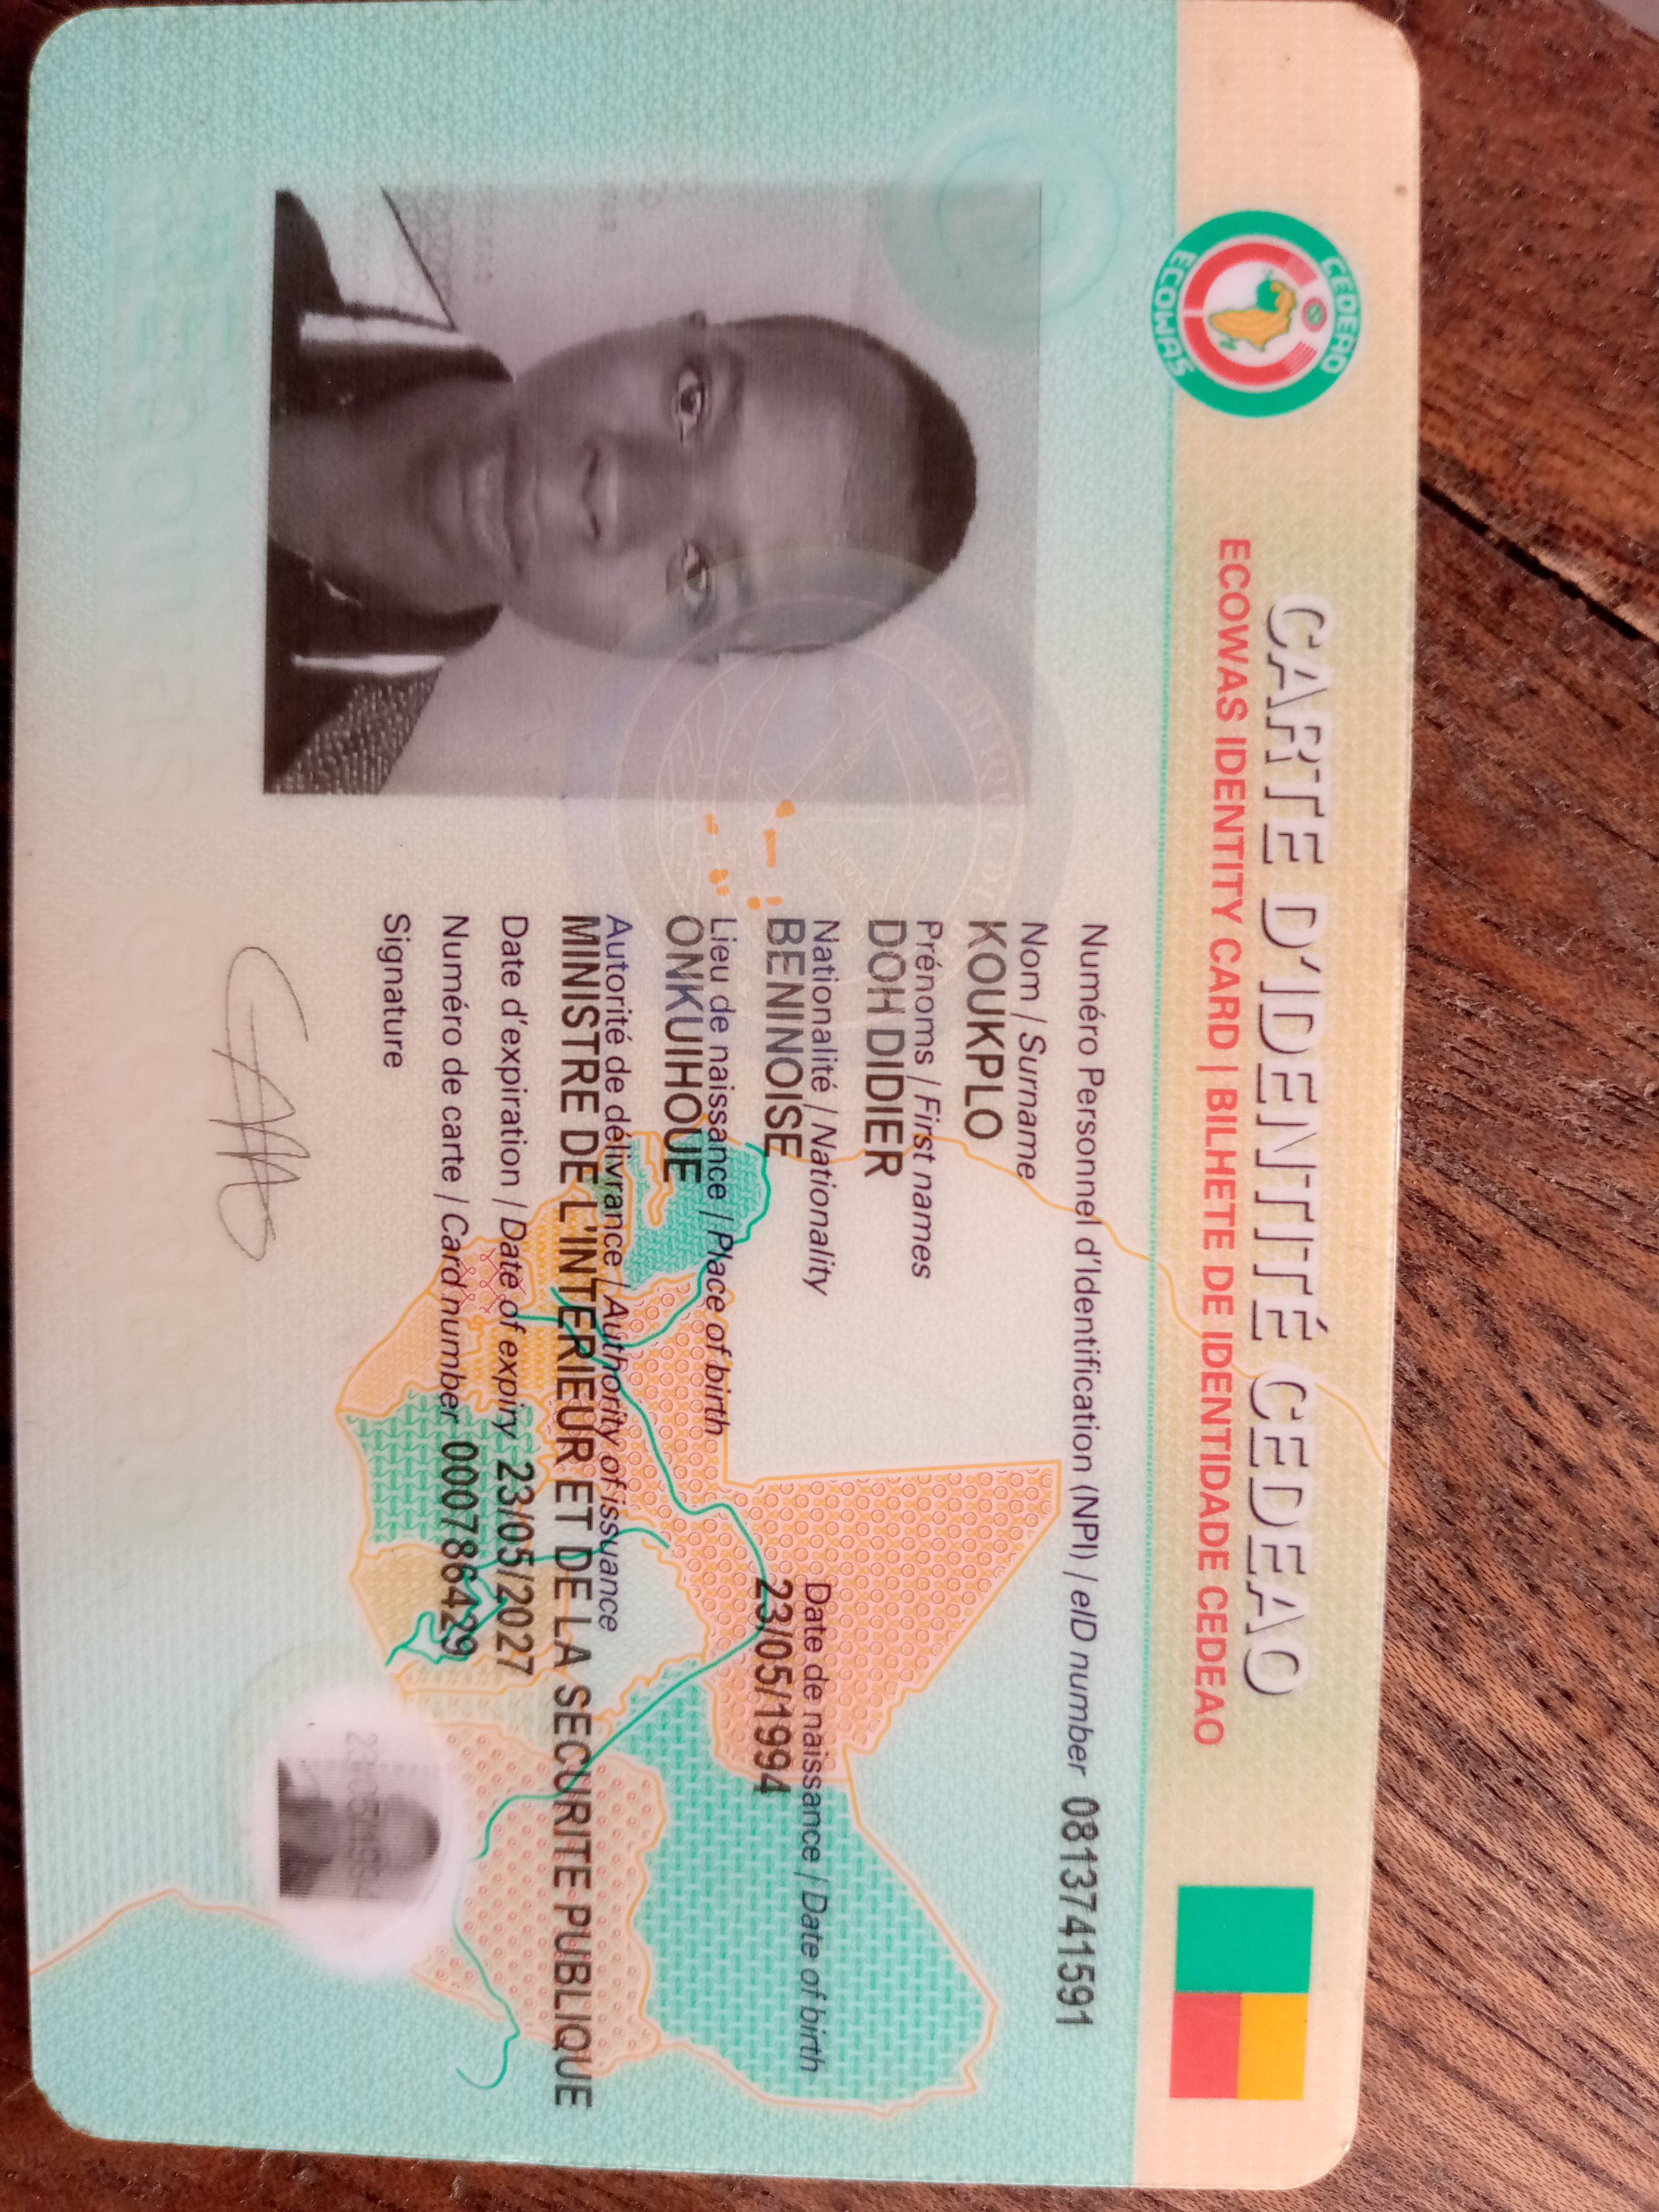 CEDEAO
ECOWAS
CARTE D'IDENTITÉ CEDEAO
ECOWAS IDENTITY CARD | BILHETE DE IDENTIDADE CEDEAO
Numéro Personnel d'Identification (NPI) / eID number 0813741591
Nom / Surname
KOUKPLO
Prénoms / First names
DOH DIDIER
Nationalité / Nationality
Date de naissance / Date of birth
BENINOISE
23/05/1994
Lieu de naissance / Place of birth
ONKUIHOUE
Autorité de délivrance / Authority of issuance
MINISTRE DE L'INTERIEUR ET DE LA SECURITE PUBLIQUE
Date d'expiration / Date of expiry 23/05/2027
Numéro de carte / Card number 000786429
Signature